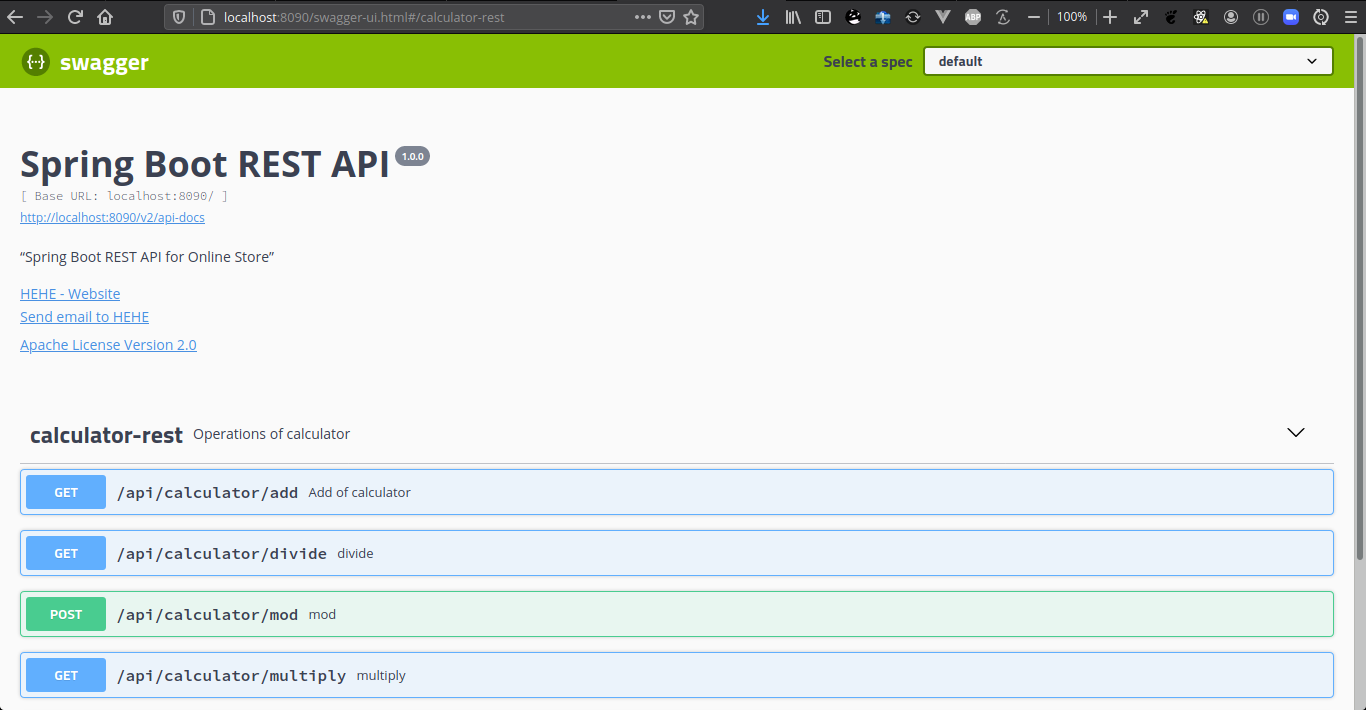 localhost:8090/swagger-ui.html#/calculator-rest
ABP
100%
{··} swagger
Select a spec
default
Spring Boot REST API 1.0.0
[ Base URL: localhost:8090/ ]
http://localhost:8090/v2/api-docs
“Spring Boot REST API for Online Store”
HEHE - Website
Send email to HEHE
Apache License Version 2.0
calculator-rest Operations of calculator
GET /api/calculator/add Add of calculator
GET /api/calculator/divide divide
POST /api/calculator/mod mod
GET /api/calculator/multiply multiply